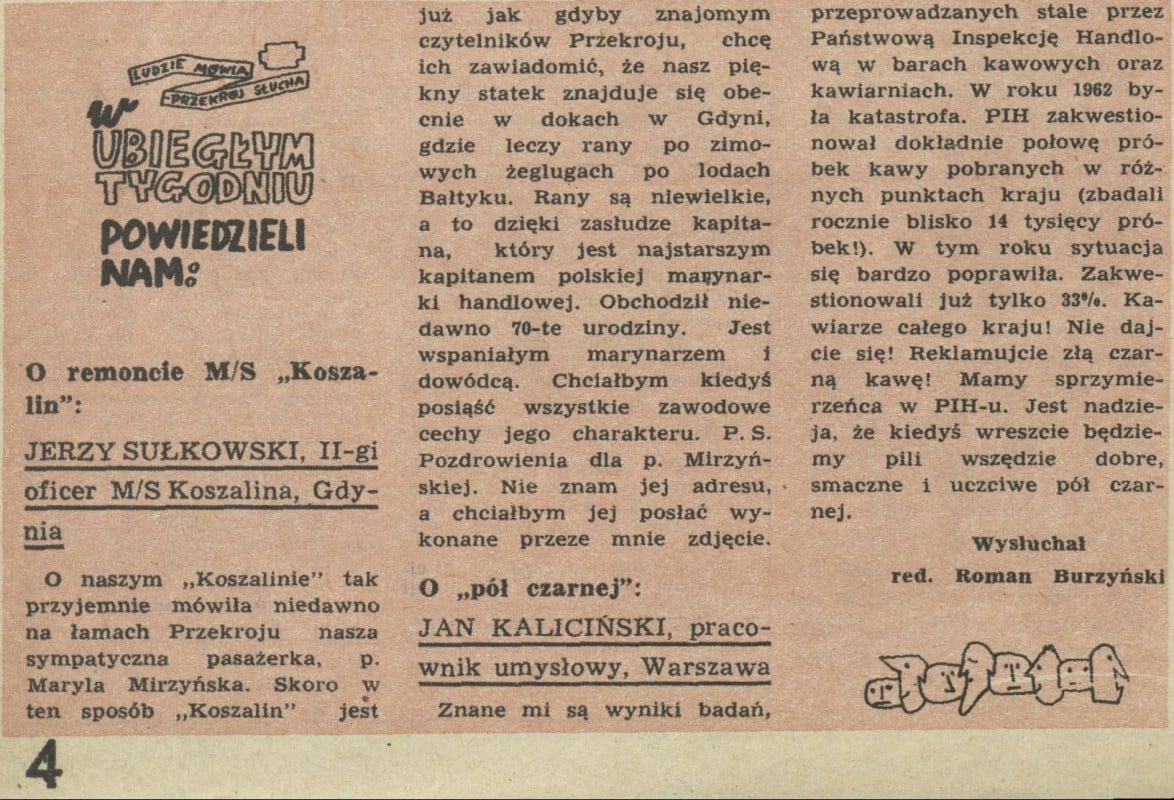 LUDZIE MÓWIĄ
PRZEKRÓJ SŁUCHA
W
UBIEGŁYM
TYGODNIU
POWIEDZIELI
NAM:
O remoncie M/S „Kosza-
lin":
JERZY SUŁKOWSKI, II-gi
oficer M/S Koszalina, Gdy-
nia
O naszym „Koszalinie" tak
przyjemnie mówiła niedawno
na łamach Przekroju nasza
sympatyczna pasażerka, p.
Maryla Mirzyńska. Skoro w
ten sposób „Koszalin" jest
już jak gdyby znajomym
czytelników Przekroju, chcę
ich zawiadomić, że nasz pię-
kny statek znajduje się obe-
cnie w dokach w Gdyni,
gdzie leczy rany po zimo-
wych żeglugach po lodach
Bałtyku. Rany są niewielkie,
a to dzięki zasłudze kapita-
na, który jest najstarszym
kapitanem polskiej marynar-
ki handlowej. Obchodził nie-
dawno 70-te urodziny. Jest
wspaniałym marynarzem i
dowódcą. Chciałbym kiedyś
posiąść wszystkie zawodowe
cechy jego charakteru. P. S.
Pozdrowienia dla p. Mirzyń-
skiej. Nie znam jej adresu,
a chciałbym jej posłać wy-
konane przeze mnie zdjęcie.
O „pół czarnej":
JAN KALICIŃSKI, praco-
wnik umysłowy, Warszawa
Znane mi są wyniki badań,
przeprowadzanych stale przez
Państwową Inspekcję Handlo-
wą w barach kawowych oraz
kawiarniach. W roku 1962 by-
ła katastrofa. PIH zakwestio-
nował dokładnie połowę pró-
bek kawy pobranych w róż-
nych punktach kraju (zbadali
rocznie blisko 14 tysięcy pró-
bek!). W tym roku sytuacja
się bardzo poprawiła. Zakwe-
stionowali już tylko 33%. Ka-
wiarze całego kraju! Nie daj-
cie się! Reklamujcie złą czar-
ną kawę! Mamy sprzymie-
rzeńca w PIH-u. Jest nadzie-
ja, że kiedyś wreszcie będzie-
my pili wszędzie dobre,
smaczne i uczciwe pół czar-
nej.
Wysłuchał
red. Roman Burzyński
4